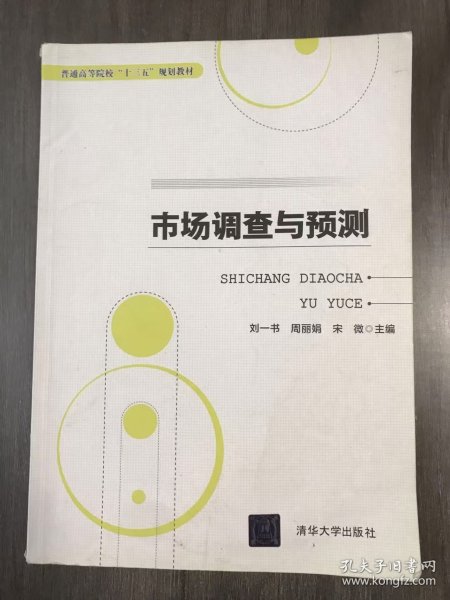 普通高等院校“十三五”规划教材
市场调查与预测
SHICHANG DIAOCHA
YU YUCE
刘一书 周丽娟 宋 微◎主编
清华大学出版社
孔夫子旧书网
www.kongfz.com